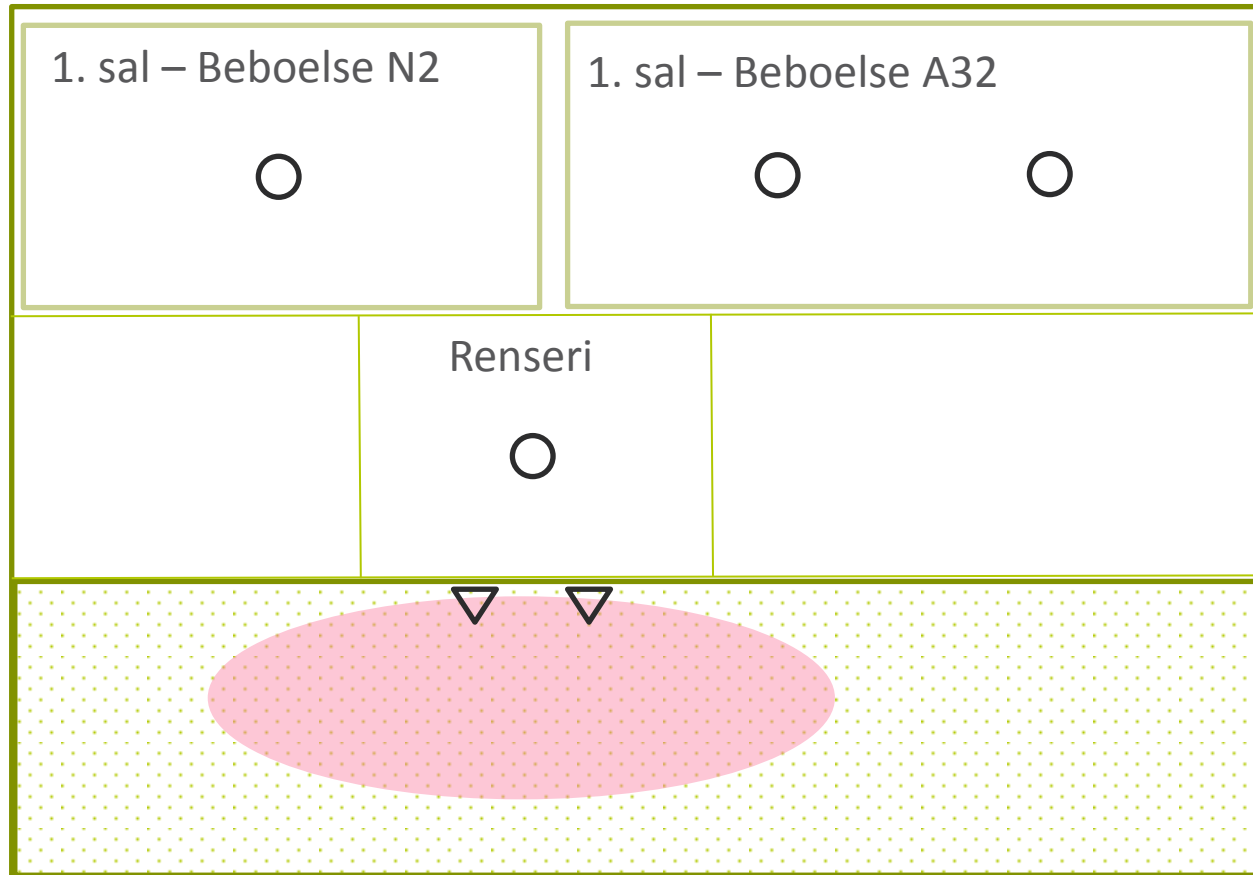 1. sal – Beboelse N2
1. sal – Beboelse A32
Renseri